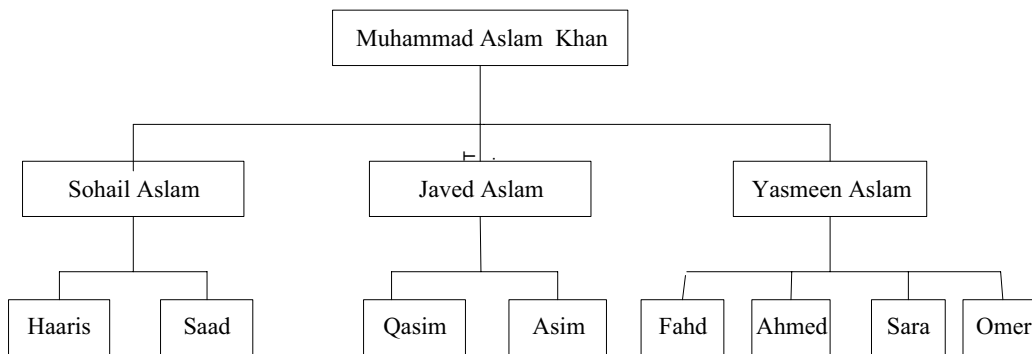 Muhammad Aslam Khan
Sohail Aslam
Javed Aslam
Yasmeen Aslam
Haaris
Saad
Qasim
Asim
Fahd
Ahmed
Sara
Omer